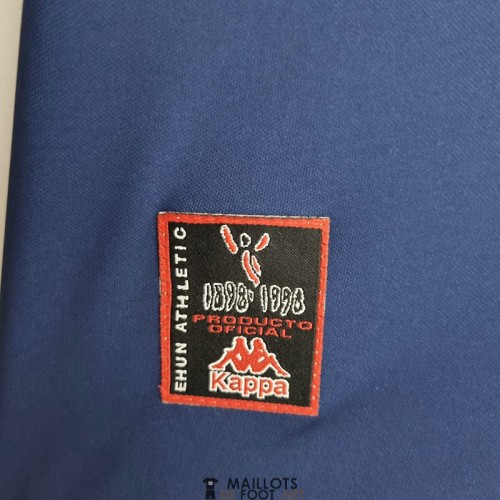 EHUN ATHLETIC
1898·1998
PRODUCTO
OFICIAL
Kappa
MAILLOTS
FOOT